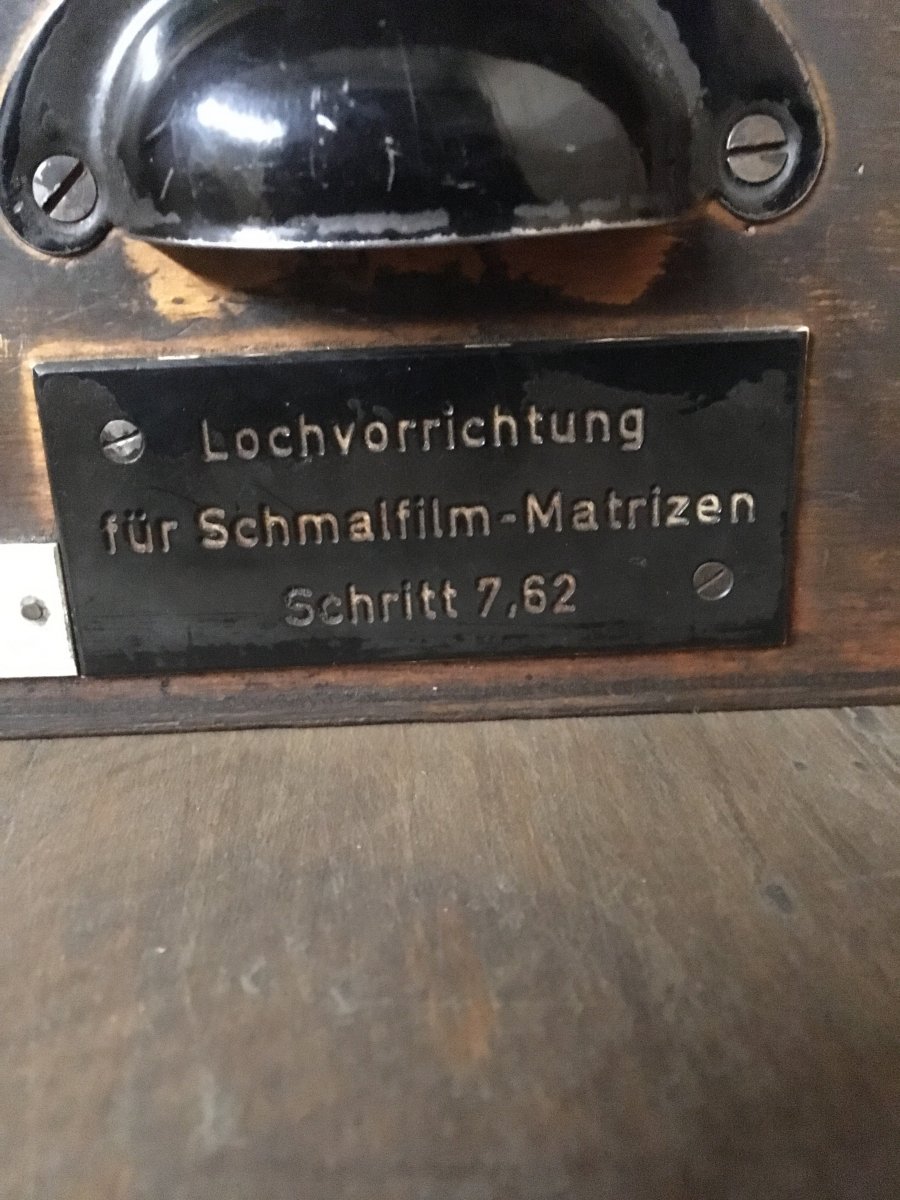 Lochvorrichtung
für Schmalfilm-Matrizen
Schritt 7,62